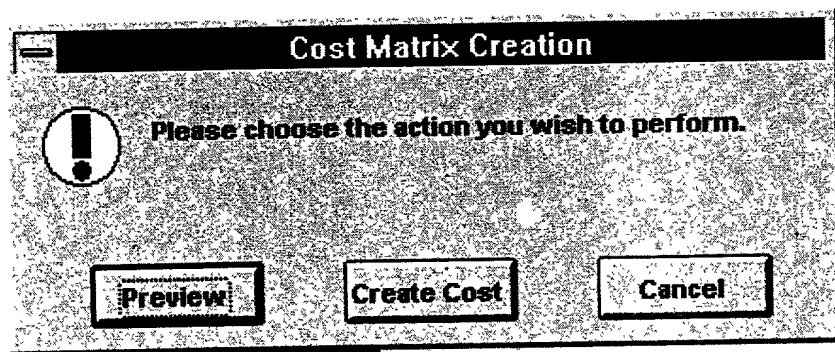 Cost Matrix Creation
Please choose the action you wish to perform.
Preview Create Cost Cancel